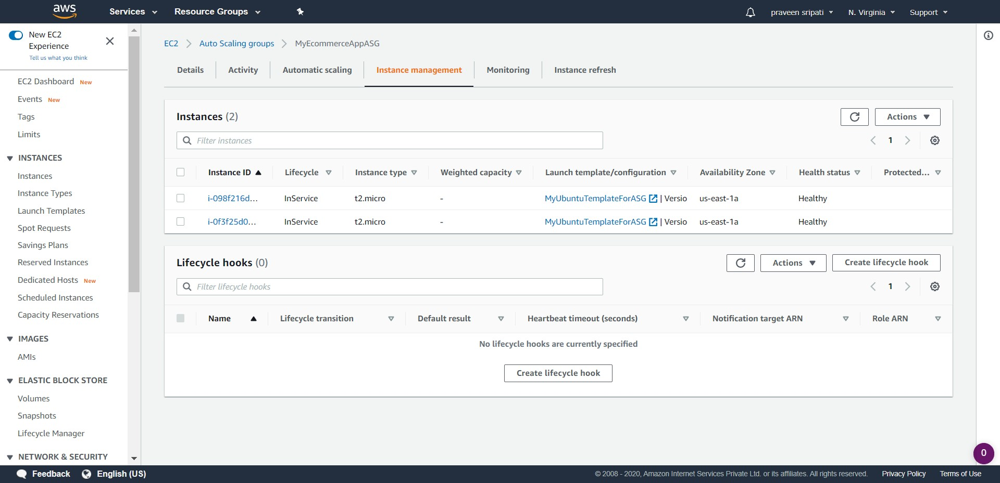 aws Services Resource Groups praveen sripati N. Virginia Support
New EC2
Experience
Tell us what you think
EC2 Dashboard New
Events New
Tags
Limits
INSTANCES
Instances
Instance Types
Launch Templates
Spot Requests
Savings Plans
Reserved Instances
Dedicated Hosts New
Scheduled Instances
Capacity Reservations
IMAGES
AMIs
ELASTIC BLOCK STORE
Volumes
Snapshots
Lifecycle Manager
NETWORK & SECURITY
EC2 > Auto Scaling groups > MyEcommerceAppASG
Details Activity Automatic scaling Instance management Monitoring Instance refresh
Instances (2) Actions
Filter instances 1
Instance ID Lifecycle Instance type Weighted capacity Launch template/configuration Availability Zone Health status Protected...
i-098f216d... InService t2.micro - MyUbuntuTemplateForASG | Versio us-east-1a Healthy
i-0f3f25d0... InService t2.micro - MyUbuntuTemplateForASG | Versio us-east-1a Healthy
Lifecycle hooks (0) Actions Create lifecycle hook
Filter lifecycle hooks 1
Name Lifecycle transition Default result Heartbeat timeout (seconds) Notification target ARN Role ARN
No lifecycle hooks are currently specified
Create lifecycle hook
0
Feedback English (US) © 2008 - 2020, Amazon Internet Services Private Ltd. or its affiliates. All rights reserved. Privacy Policy Terms of Use